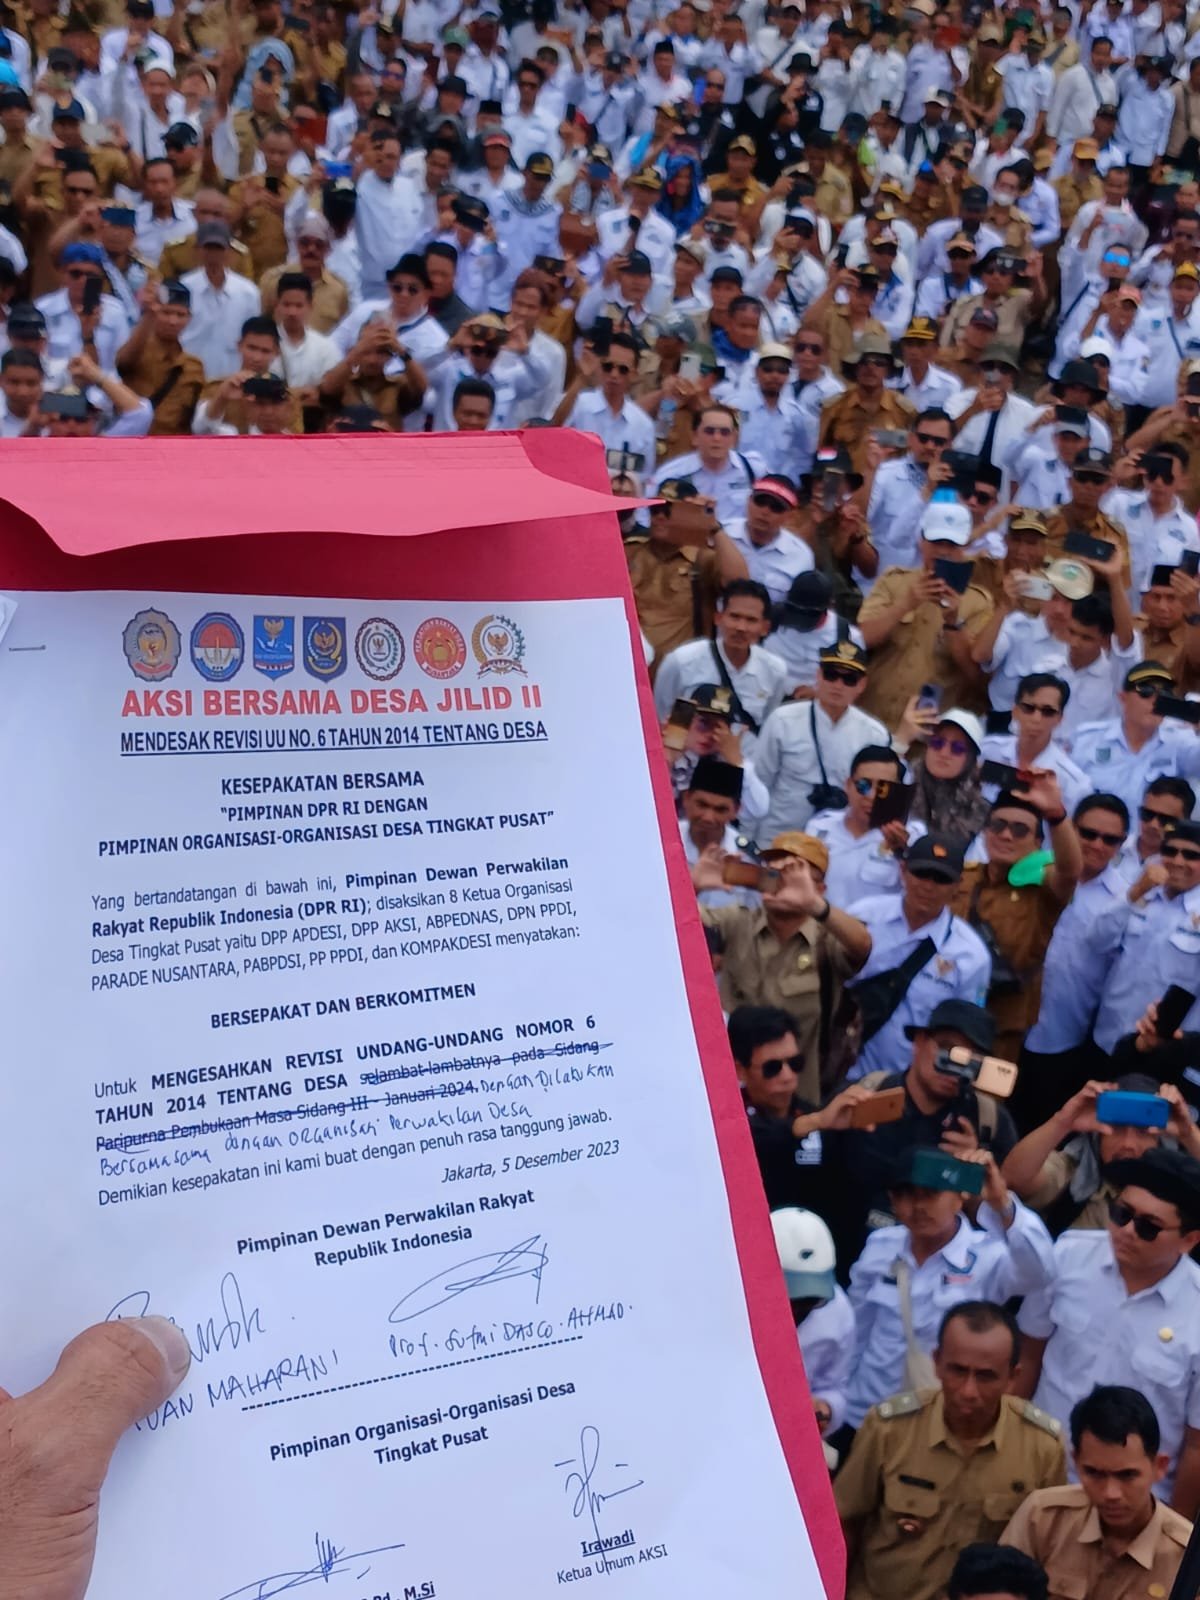 AKSI BERSAMA DESA JILID II
MENDESAK REVISI UU NO. 6 TAHUN 2014 TENTANG DESA
KESEPAKATAN BERSAMA
"PIMPINAN DPR RI DENGAN
PIMPINAN ORGANISASI-ORGANISASI DESA TINGKAT PUSAT"
Yang bertandatangan di bawah ini, Pimpinan Dewan Perwakilan
Rakyat Republik Indonesia (DPR RI); disaksikan 8 Ketua Organisasi
Desa Tingkat Pusat yaitu DPP APDESI, DPP AKSI, ABPEDNAS, DPN PPDI,
PARADE NUSANTARA, PABPDSI, PP PPDI, dan KOMPAKDESI menyatakan:
BERSEPAKAT DAN BERKOMITMEN
Untuk MENGESAHKAN REVISI UNDANG-UNDANG NOMOR 6
TAHUN 2014 TENTANG DESA selambat-lambatnya pada Sidang
Paripurna Pembukaan Masa Sidang III - Januari 2024. Dengan Dilakukan
Bersamasama dengan organisasi Perwakilan Desa
Demikian kesepakatan ini kami buat dengan penuh rasa tanggung jawab.
Jakarta, 5 Desember 2023
Pimpinan Dewan Perwakilan Rakyat
Republik Indonesia
Prof. Sufmi DASCO. AHMAD.
PUAN MAHARANI
Pimpinan Organisasi-Organisasi Desa
Tingkat Pusat
Irawadi
Ketua Umum AKSI
M.Si